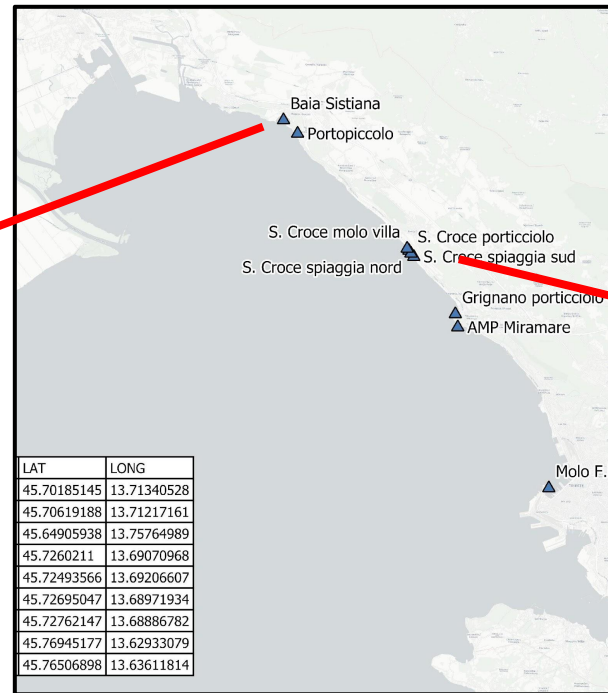 Baia Sistiana
Portopiccolo
S. Croce molo villa
S. Croce porticciolo
S. Croce spiaggia sud
S. Croce spiaggia nord
Grignano porticciolo
AMP Miramare
Molo F.
LAT LONG
45.70185145 13.71340528
45.70619188 13.71217161
45.64905938 13.75764989
45.7260211 13.69070968
45.72493566 13.69206607
45.72695047 13.68971934
45.72762147 13.68886782
45.76945177 13.62933079
45.76506898 13.63611814